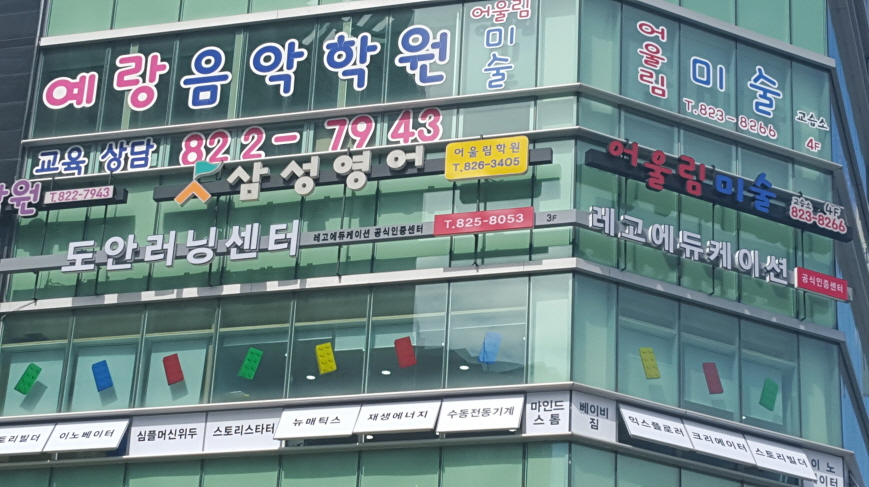 예랑음악학원
어울림
미술
어울림
미술
T.823-8266
교습소
4F
교육 상담 822-7943
학원
T.822-7943
삼성영어
어울림학원
T.826-3405
어울림미술
교습소 4F
823-8266
도안러닝센터
레고에듀케이션 공식인증센터
T.825-8053
3F
레고에듀케이션
공식인증센터
토리빌더
이노베이터
심플머신위두
스토리스타터
뉴매틱스
재생에너지
수동전동기계
마인드
스톰
베이비
짐
믹스플로러
크리에이터
스토리빌더
이노